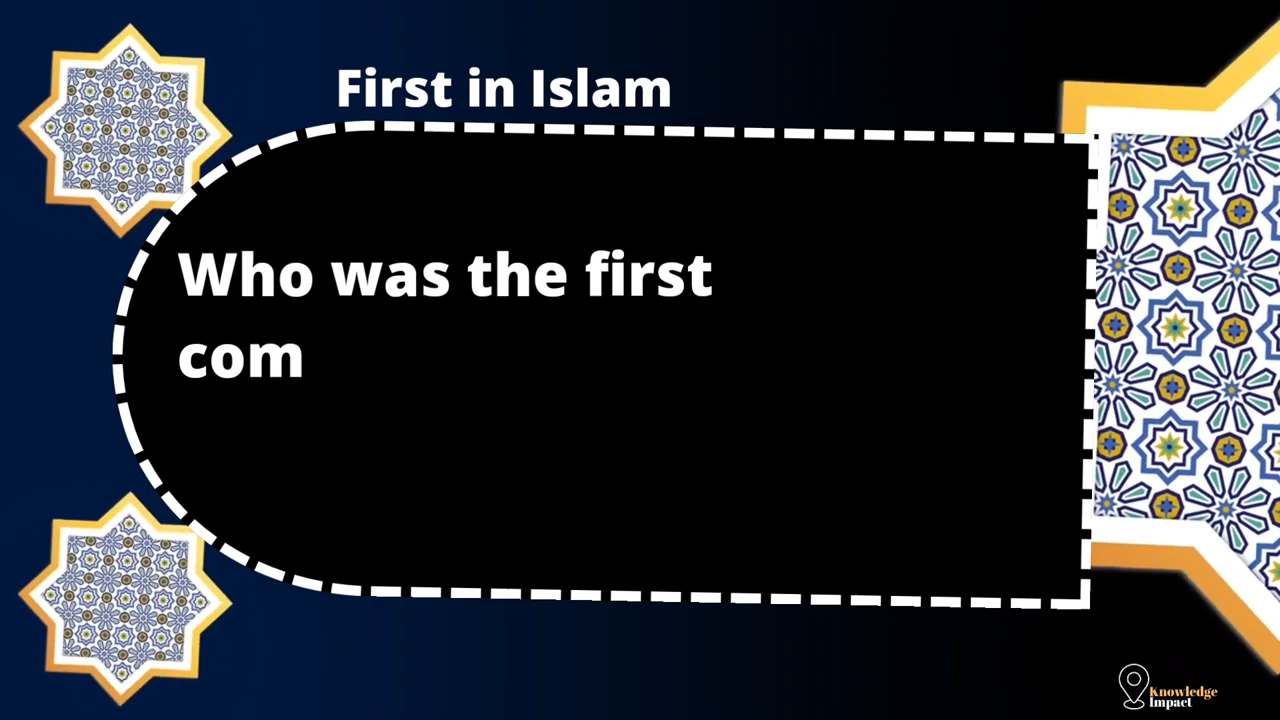 First in Islam
Who was the first
com
Knowledge
Impact